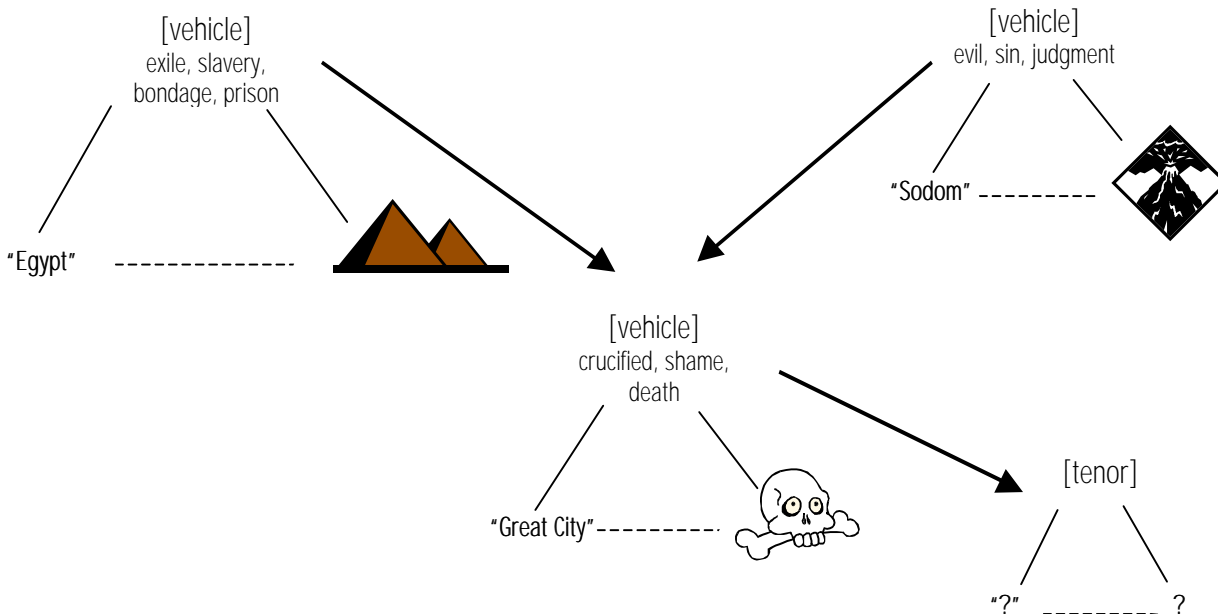 [vehicle]
exile, slavery,
bondage, prison
"Egypt"
[vehicle]
evil, sin, judgment
"Sodom"
[vehicle]
crucified, shame,
death
"Great City"
[tenor]
"?"
?